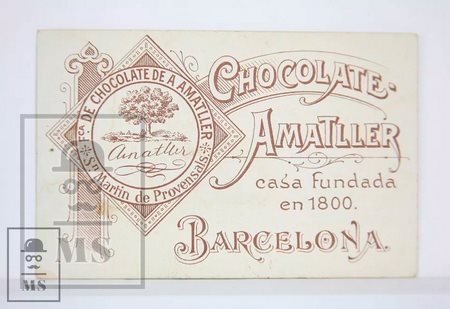 Fca. DE CHOCOLATE DE A. AMATLLER
Amatller
Sn. Martin de Provensals
CHOCOLATE-
AMATLLER
casa fundada
en 1800.
BARCELONA.
MS
MS